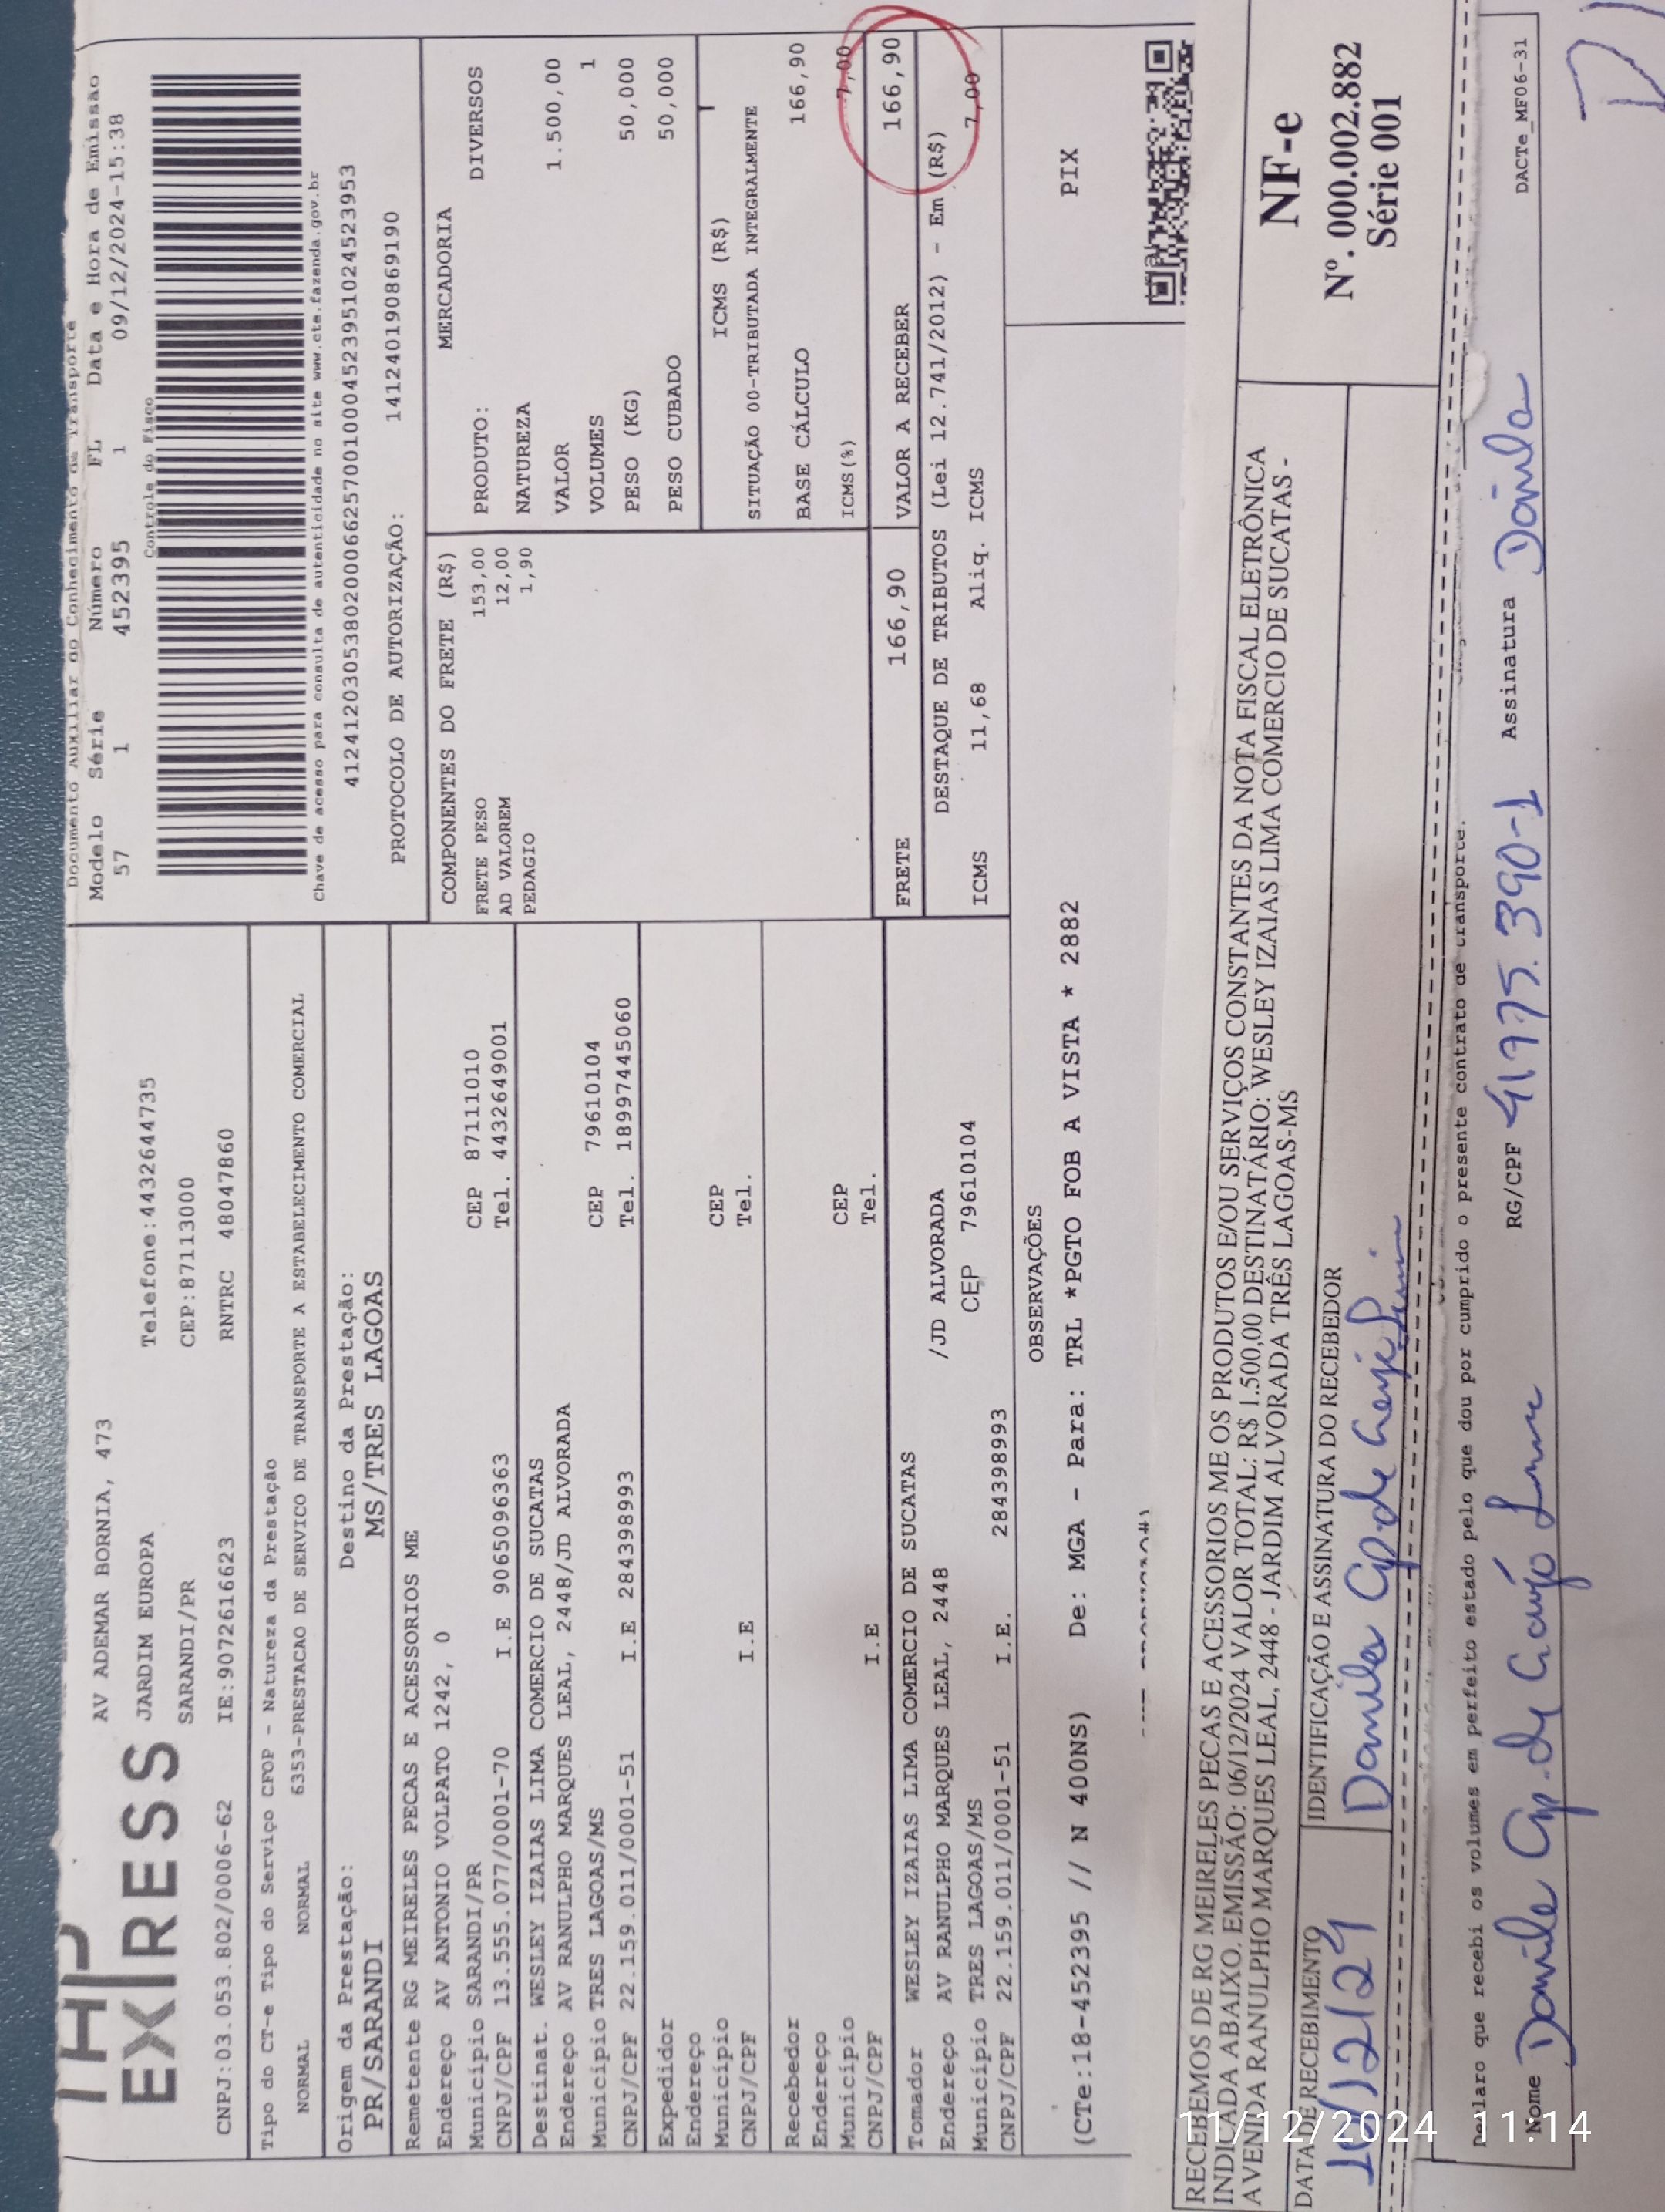 EXPRESS
AV ADEMAR BORNIA, 473
JARDIM EUROPA Telefone:4432644735
SARANDI/PR CEP:87113000
CNPJ:03.053.802/0006-62 IE:9072616623 RNTRC 48047860
Documento Auxiliar do Conhecimento de Transporte
Modelo Série Número FL Data e Hora de Emissão
57 1 452395 1 09/12/2024-15:38
Controle do Fisco
Chave de acesso para consulta de autenticidade no site www.cte.fazenda.gov.br
41241203053802000662570010004523951024523953
PROTOCOLO DE AUTORIZAÇÃO: 141240190869190
Tipo do CT-e Tipo do Serviço CFOP - Natureza da Prestação
NORMAL NORMAL 6353-PRESTACAO DE SERVICO DE TRANSPORTE A ESTABELECIMENTO COMERCIAL
Origem da Prestação: Destino da Prestação:
PR/SARANDI MS/TRES LAGOAS
Remetente RG MEIRELES PECAS E ACESSORIOS ME
Endereço AV ANTONIO VOLPATO 1242, 0
Município SARANDI/PR CEP 87111010
CNPJ/CPF 13.555.077/0001-70 I.E 9065096363 Tel. 4432649001
Destinat. WESLEY IZAIAS LIMA COMERCIO DE SUCATAS
Endereço AV RANULPHO MARQUES LEAL, 2448/JD ALVORADA
Município TRES LAGOAS/MS CEP 79610104
CNPJ/CPF 22.159.011/0001-51 I.E 284398993 Tel. 18997445060
Expedidor
Endereço
Município CEP
CNPJ/CPF I.E Tel.
Recebedor
Endereço
Município CEP
CNPJ/CPF I.E Tel.
Tomador WESLEY IZAIAS LIMA COMERCIO DE SUCATAS
Endereço AV RANULPHO MARQUES LEAL, 2448 /JD ALVORADA
Município TRES LAGOAS/MS CEP 79610104
CNPJ/CPF 22.159.011/0001-51 I.E. 284398993
COMPONENTES DO FRETE (R$)
FRETE PESO 153,00
AD VALOREM 12,00
PEDAGIO 1,90
MERCADORIA
PRODUTO: DIVERSOS
NATUREZA
VALOR 1.500,00
VOLUMES 1
PESO (KG) 50,000
PESO CUBADO 50,000
ICMS (R$)
SITUAÇÃO 00-TRIBUTADA INTEGRALMENTE
BASE CÁLCULO 166,90
ICMS(%) 7,00
FRETE 166,90 VALOR A RECEBER 166,90
DESTAQUE DE TRIBUTOS (Lei 12.741/2012) - Em (R$)
ICMS 11,68 Aliq. ICMS 7,00
OBSERVAÇÕES
(CTe:18-452395 // N 400NS) De: MGA - Para: TRL *PGTO FOB A VISTA * 2882
PIX
RECEBEMOS DE RG MEIRELES PECAS E ACESSORIOS ME OS PRODUTOS E/OU SERVIÇOS CONSTANTES DA NOTA FISCAL ELETRÔNICA
INDICADA ABAIXO. EMISSÃO: 06/12/2024 VALOR TOTAL: R$ 1.500,00 DESTINATÁRIO: WESLEY IZAIAS LIMA COMERCIO DE SUCATAS -
AVENIDA RANULPHO MARQUES LEAL, 2448 - JARDIM ALVORADA TRÊS LAGOAS-MS
DATA DE RECEBIMENTO IDENTIFICAÇÃO E ASSINATURA DO RECEBEDOR
NF-e
Nº. 000.002.882
Série 001
Declaro que recebi os volumes em perfeito estado pelo que dou por cumprido o presente contrato de transporte.
Nome RG/CPF 41775.390-1 Assinatura
DACTe_MF06-31
11/12/2024 11:14